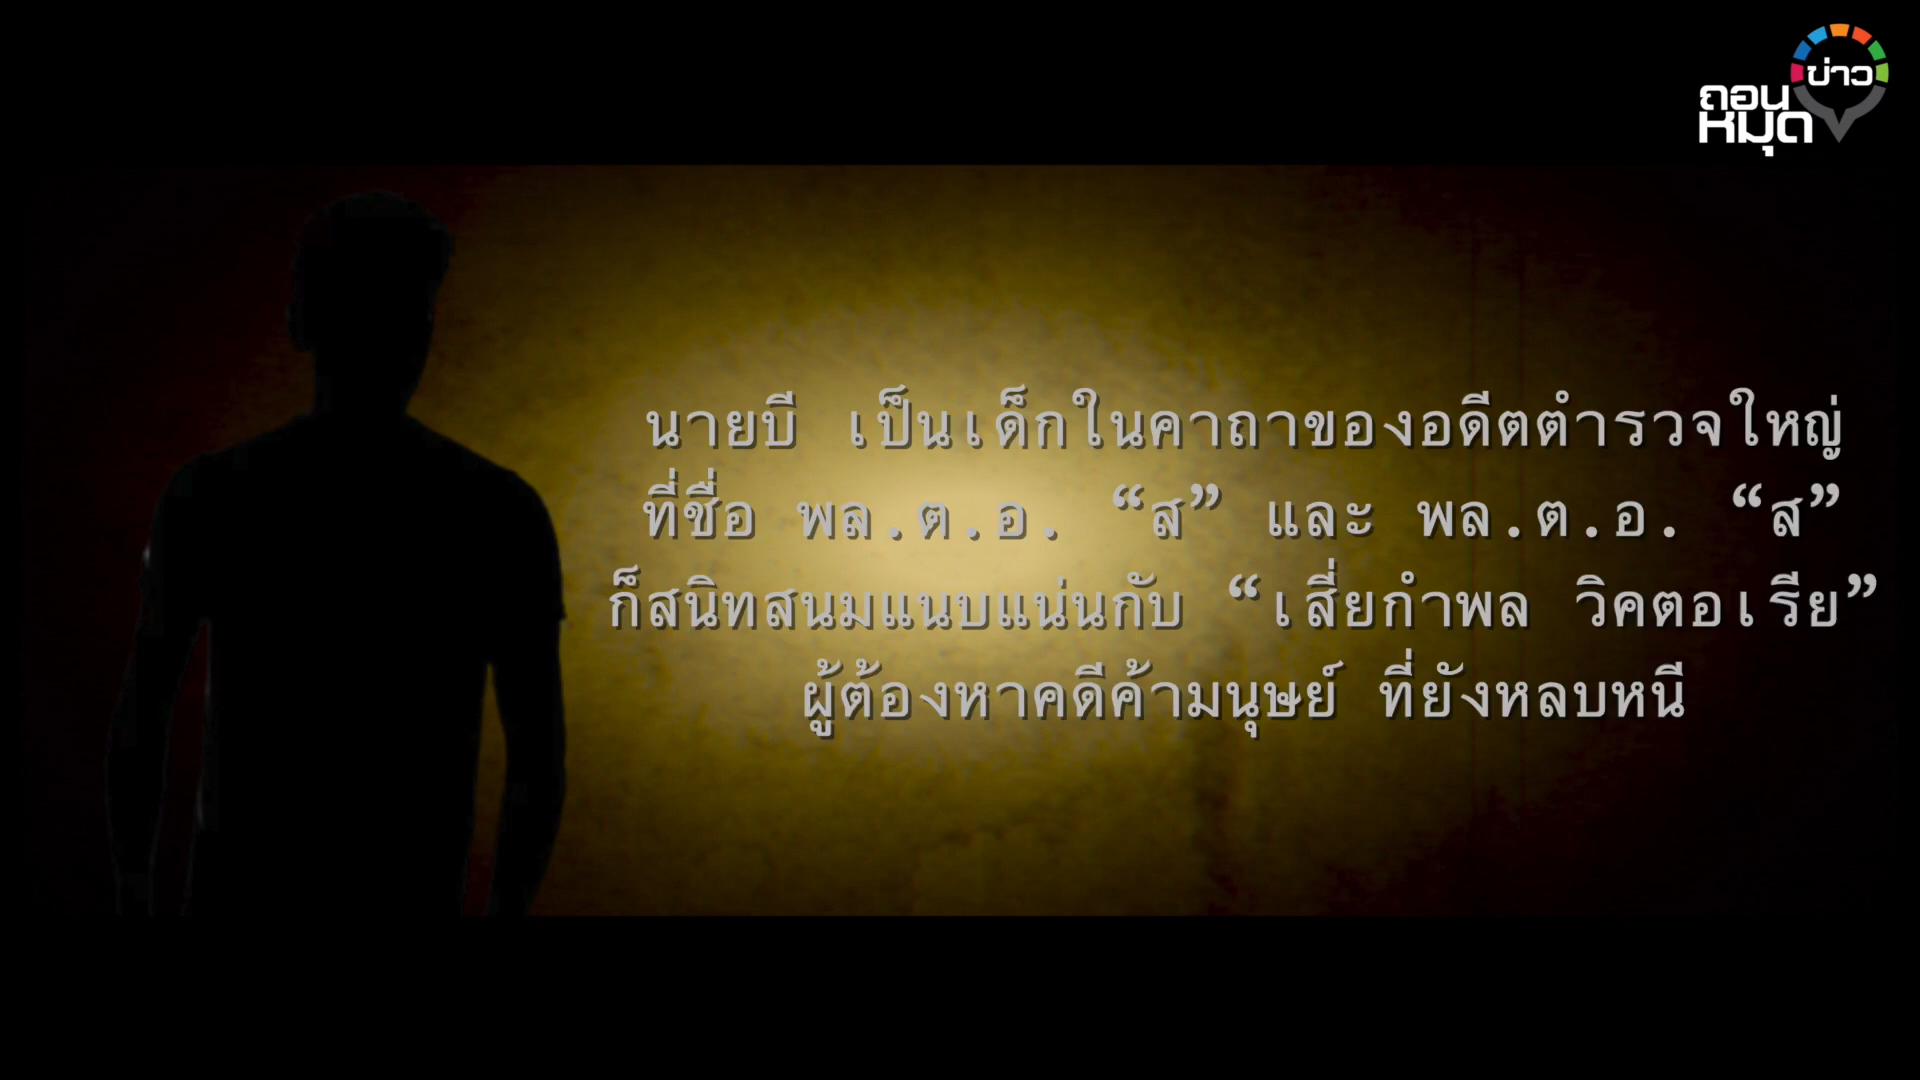 ถอน
หมุด
ข่าว
นายบี เป็นเด็กในคาถาของอดีตตำรวจใหญ่
ที่ชื่อ พล.ต.อ. “ส” และ พล.ต.อ. “ส”
ก็สนิทสนมแนบแน่นกับ “เสี่ยกำพล วิคตอเรีย”
ผู้ต้องหาคดีค้ามนุษย์ ที่ยังหลบหนี